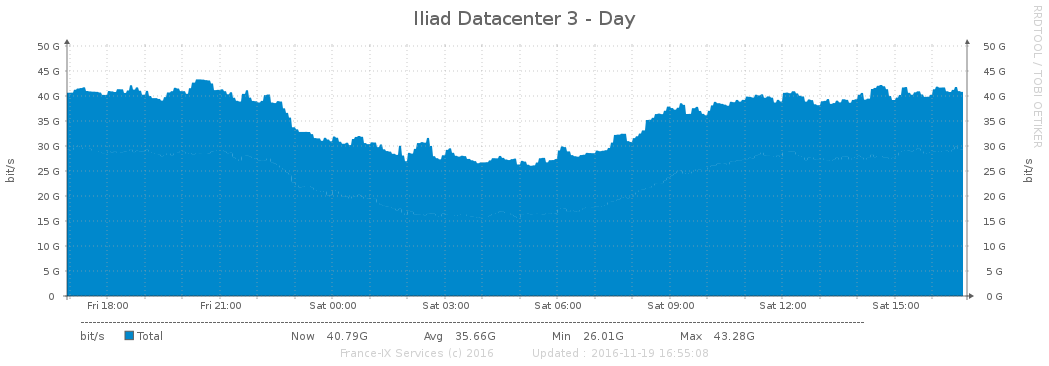 Iliad Datacenter 3 - Day
RRDTOOL / TOBI OETIKER
50 G 50 G
45 G 45 G
40 G 40 G
35 G 35 G
30 G 30 G
25 G 25 G
20 G 20 G
15 G 15 G
10 G 10 G
5 G 5 G
0 0 G
bit/s bit/s
Fri 18:00 Fri 21:00 Sat 00:00 Sat 03:00 Sat 06:00 Sat 09:00 Sat 12:00 Sat 15:00
bit/s Total Now 40.79G Avg 35.66G Min 26.01G Max 43.28G
France-IX Services (c) 2016 Updated : 2016-11-19 16:55:08